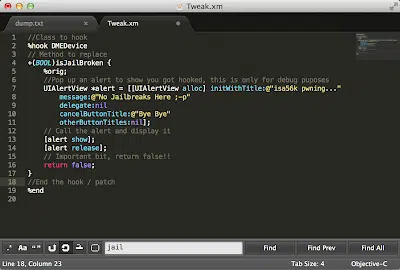 Tweak.xm
dump.txt
Tweak.xm
1 //Class to hook
2 %hook DMEDevice
3 // Method to replace
4 +(BOOL)isJailBroken {
5 %orig;
6 //Pop up an alert to show you got hooked, this is only for debug puposes
7 UIAlertView *alert = [[UIAlertView alloc] initWithTitle:@"isa56k pwning..."
8 message:@"No Jailbreaks Here ;-p"
9 delegate:nil
10 cancelButtonTitle:@"Bye Bye"
11 otherButtonTitles:nil];
12 // Call the alert and display it
13 [alert show];
14 [alert release];
15 // Important bit, return false!!
16 return false;
17 }
18 //End the hook / patch
19 %end
.* Aa “” jail Find Find Prev Find All
Line 18, Column 23 Tab Size: 4 Objective-C